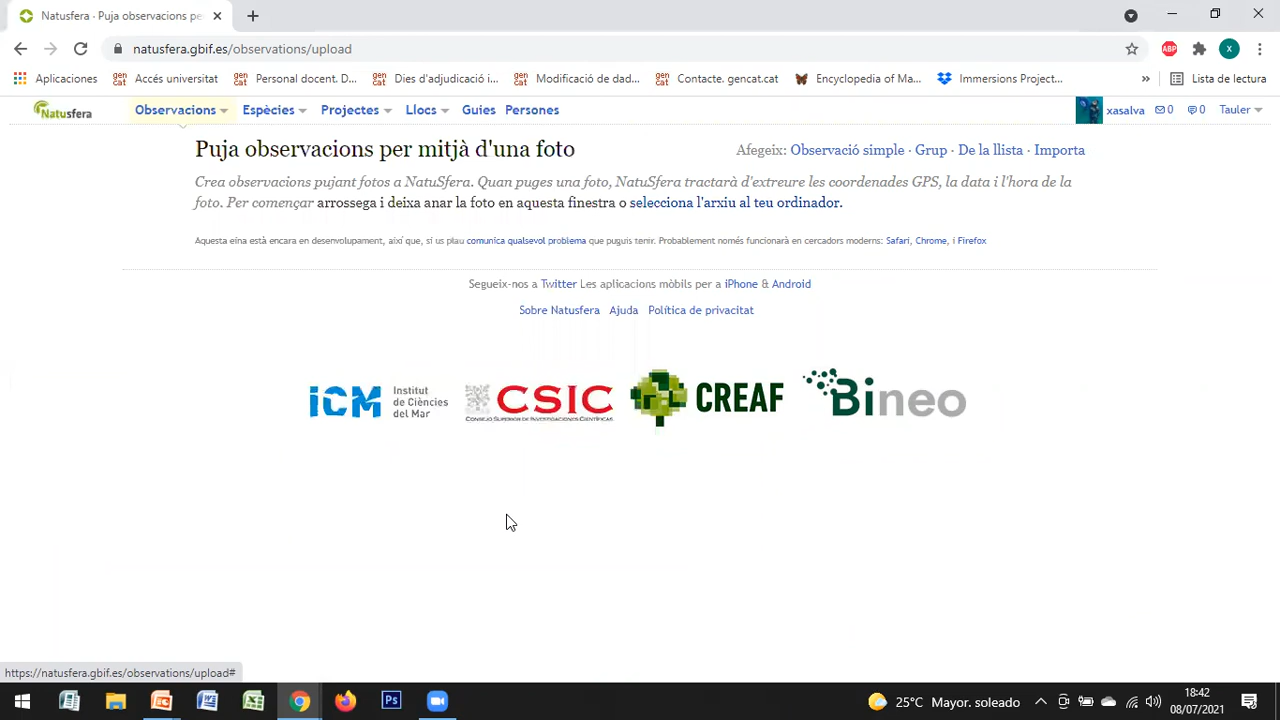 Natusfera · Puja observacions pe
natusfera.gbif.es/observations/upload
Aplicaciones
Accés universitat
Personal docent. D...
Dies d'adjudicació i...
Modificació de dad...
Contacte. gencat.cat
Encyclopedia of Ma...
Immersions Project...
»
Lista de lectura
Natusfera
Observacions
Espècies
Projectes
Llocs
Guies
Persones
xasalva
0
0
Tauler
Puja observacions per mitjà d'una foto
Afegeix: Observació simple · Grup · De la llista · Importa
Crea observacions pujant fotos a NatuSfera. Quan puges una foto, NatuSfera tractarà d'extreure les coordenades GPS, la data i l'hora de la
foto. Per començar arrossega i deixa anar la foto en aquesta finestra o selecciona l'arxiu al teu ordinador.
Aquesta eina està encara en desenvolupament, així que, si us plau comunica qualsevol problema que puguis tenir. Probablement només funcionarà en cercadors moderns: Safari, Chrome, i Firefox
Segueix-nos a Twitter Les aplicacions mòbils per a iPhone & Android
Sobre Natusfera Ajuda Política de privacitat
iCM Institut
de Ciències
del Mar
CSIC
CONSEJO SUPERIOR DE INVESTIGACIONES CIENTÍFICAS
CREAF
Bineo
https://natusfera.gbif.es/observations/upload#
25°C Mayor. soleado
18:42
08/07/2021